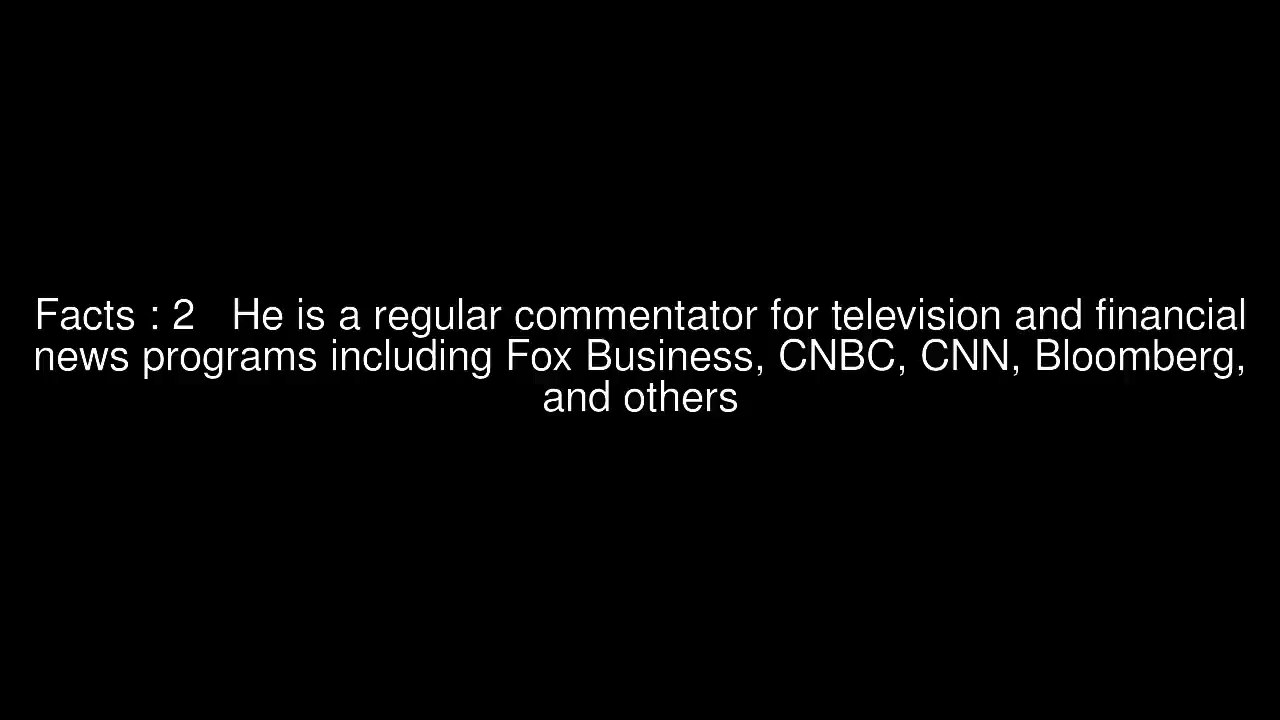 Facts : 2   He is a regular commentator for television and financial
news programs including Fox Business, CNBC, CNN, Bloomberg,
and others